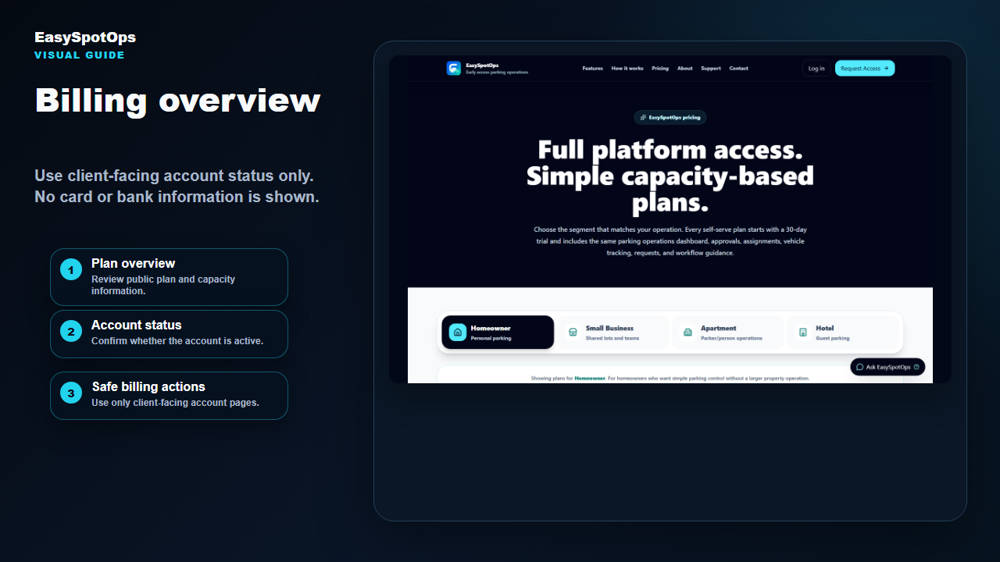 EasySpotOps
VISUAL GUIDE
Billing overview
Use client-facing account status only.
No card or bank information is shown.
1
Plan overview
Review public plan and capacity
information.
2
Account status
Confirm whether the account is active.
3
Safe billing actions
Use only client-facing account pages.
EasySpotOps
Early access parking operations
Features How it works Pricing About Support Contact
Log in
Request Access →
EasySpotOps pricing
Full platform access.
Simple capacity-based
plans.
Choose the segment that matches your operation. Every self-serve plan starts with a 30-day
trial and includes the same parking operations dashboard, approvals, assignments, vehicle
tracking, requests, and workflow guidance.
Homeowner
Personal parking
Small Business
Shared lots and teams
Apartment
Parker/person operations
Hotel
Guest parking
Ask EasySpotOps
Showing plans for Homeowner. For homeowners who want simple parking control without a larger property operation.